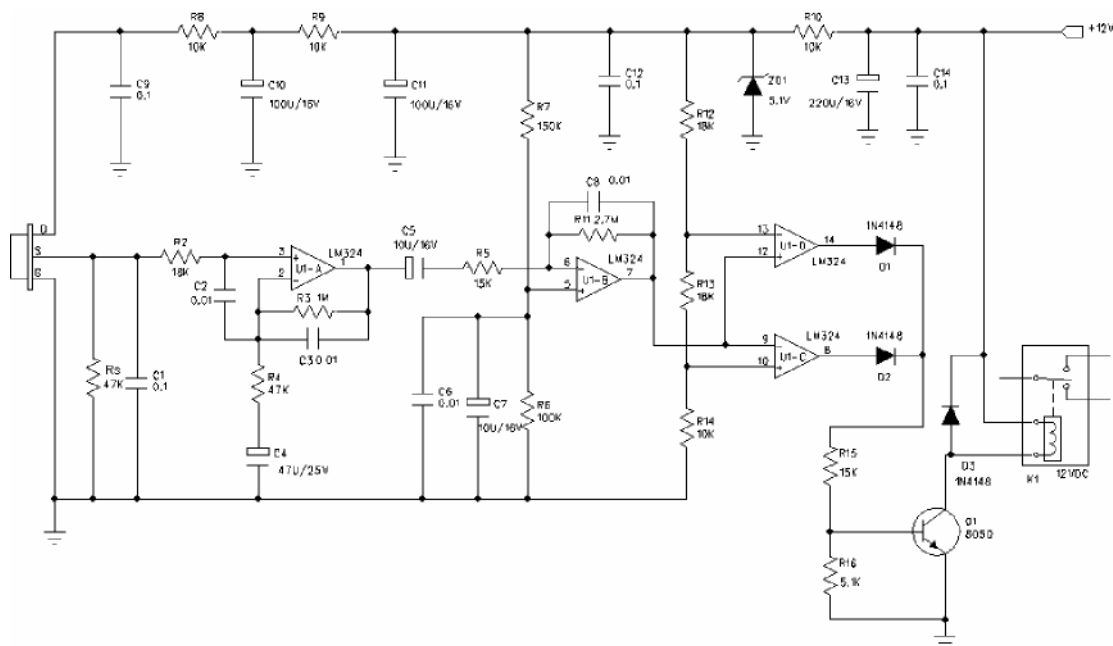 R8
10K
R9
10K
R10
10K
+12V
C9
0.1
C10
100U/16V
C11
100U/16V
R7
150K
C12
0.1
R12
18K
ZD1
5.1V
C13
220U/16V
C14
0.1
D
S
G
R2
18K
C2
0.01
3
2
+
-
U1-A
1
LM324
R3 1M
C3 0.01
C5
10U/16V
R5
15K
C8 0.01
R11 2.7M
LM324
6
5
-
+
U1-B
7
R13
18K
13
12
-
+
U1-D
14
LM324
1N4148
D1
9
10
-
+
U1-C
8
LM324
1N4148
D2
Rs
47K
C1
0.1
R4
47K
C4
47U/25V
C6
0.01
C7
10U/16V
R6
100K
R14
10K
R15
15K
R16
5.1K
D3
1N4148
K1
12VDC
Q1
8050